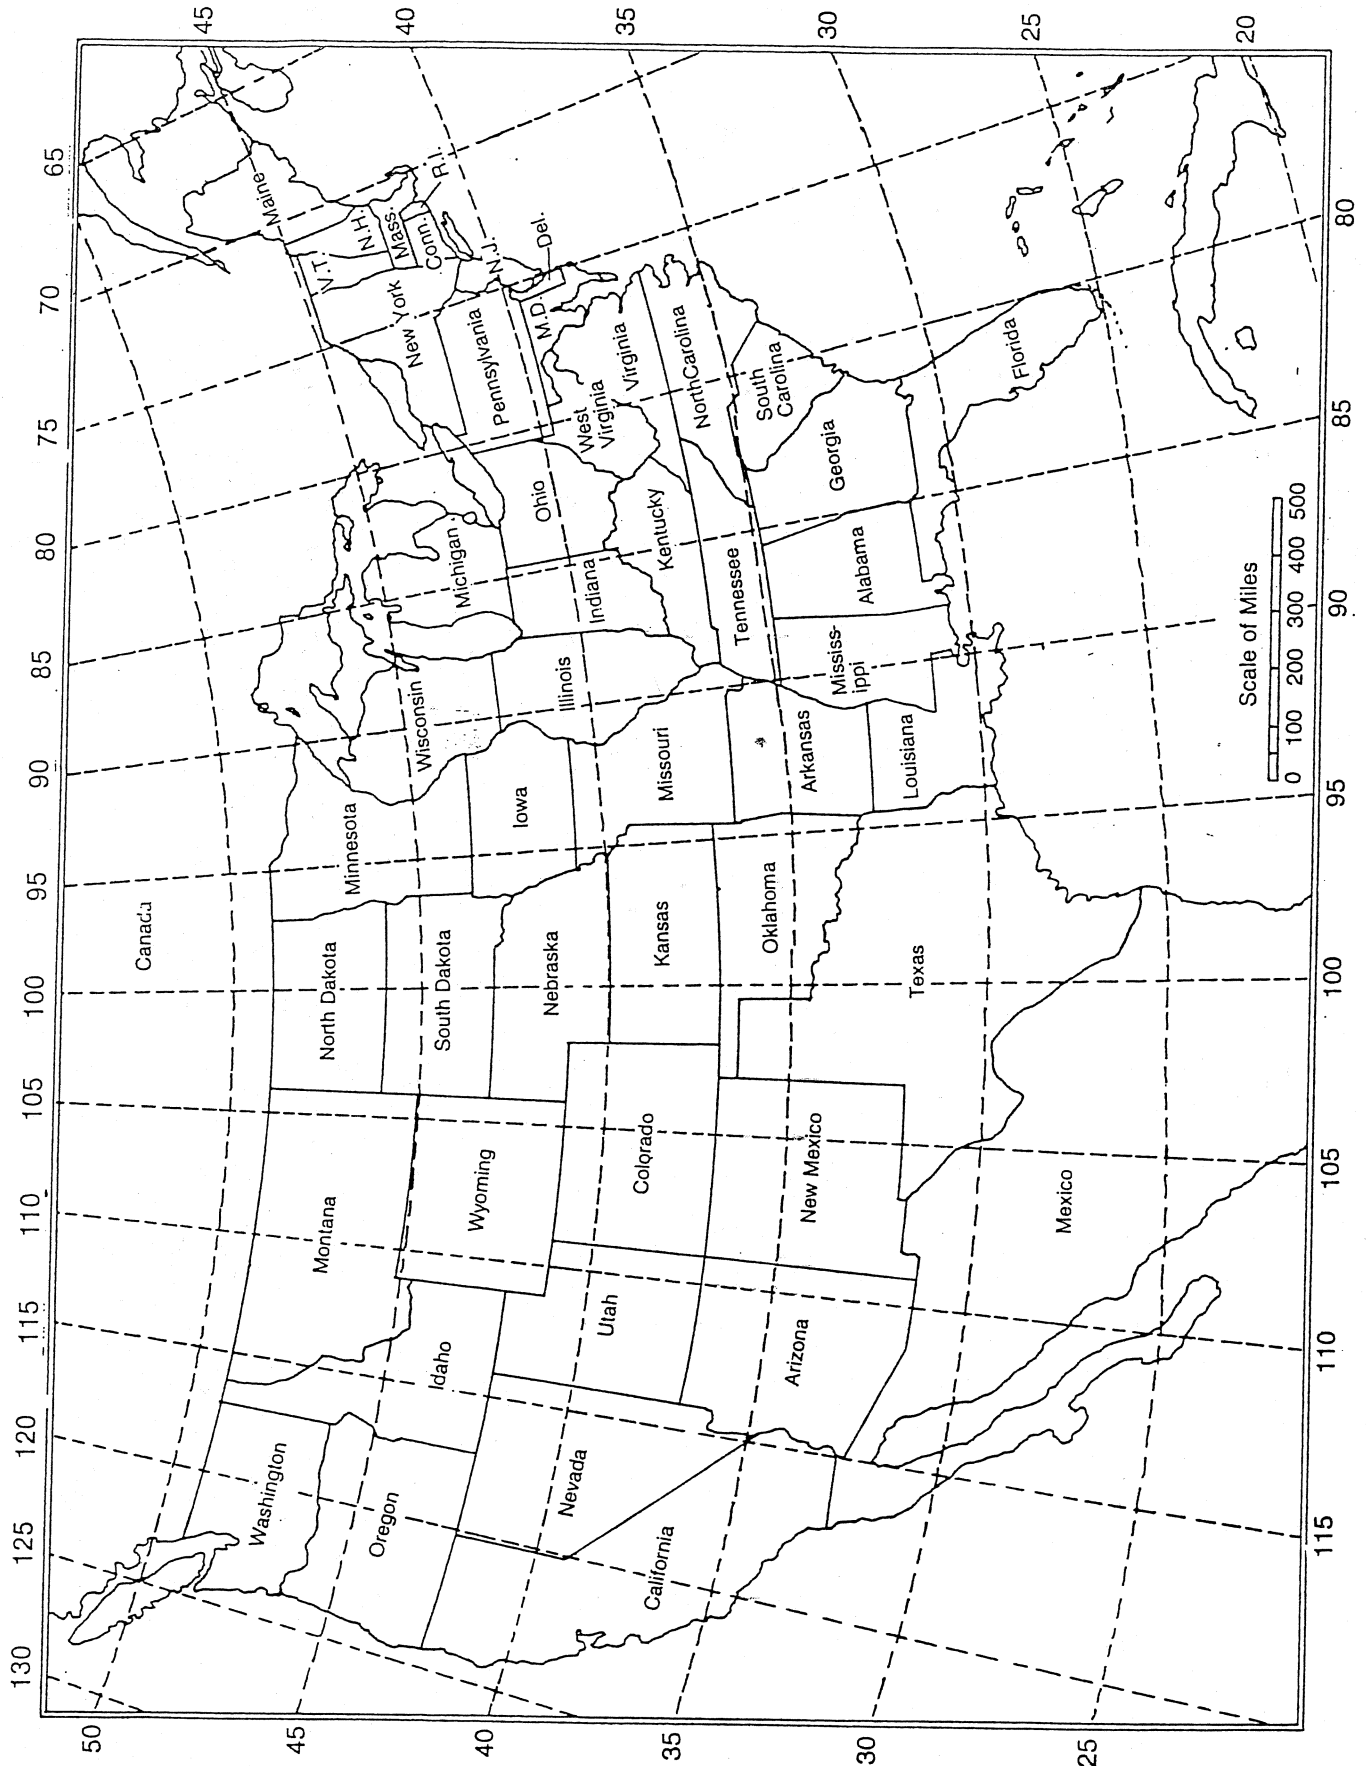 130
125
120
115
110
105
100
95
90
85
80
75
70
65
50
45
40
35
30
25
45
40
35
30
25
20
115
110
105
100
95
90
85
80
Canada
Washington
Oregon
California
Nevada
Idaho
Montana
Wyoming
Utah
Colorado
Arizona
New Mexico
North Dakota
South Dakota
Nebraska
Kansas
Oklahoma
Texas
Mexico
Minnesota
Iowa
Missouri
Arkansas
Louisiana
Wisconsin
Illinois
Michigan
Indiana
Ohio
Kentucky
Tennessee
Mississ-
ippi
Alabama
Georgia
Florida
South
Carolina
NorthCarolina
Virginia
West
Virginia
Pennsylvania
M.D.
Del.
N.J.
New York
Conn.
R.I.
Mass.
V.T.
N.H.
Maine
Scale of Miles
0 100 200 300 400 500